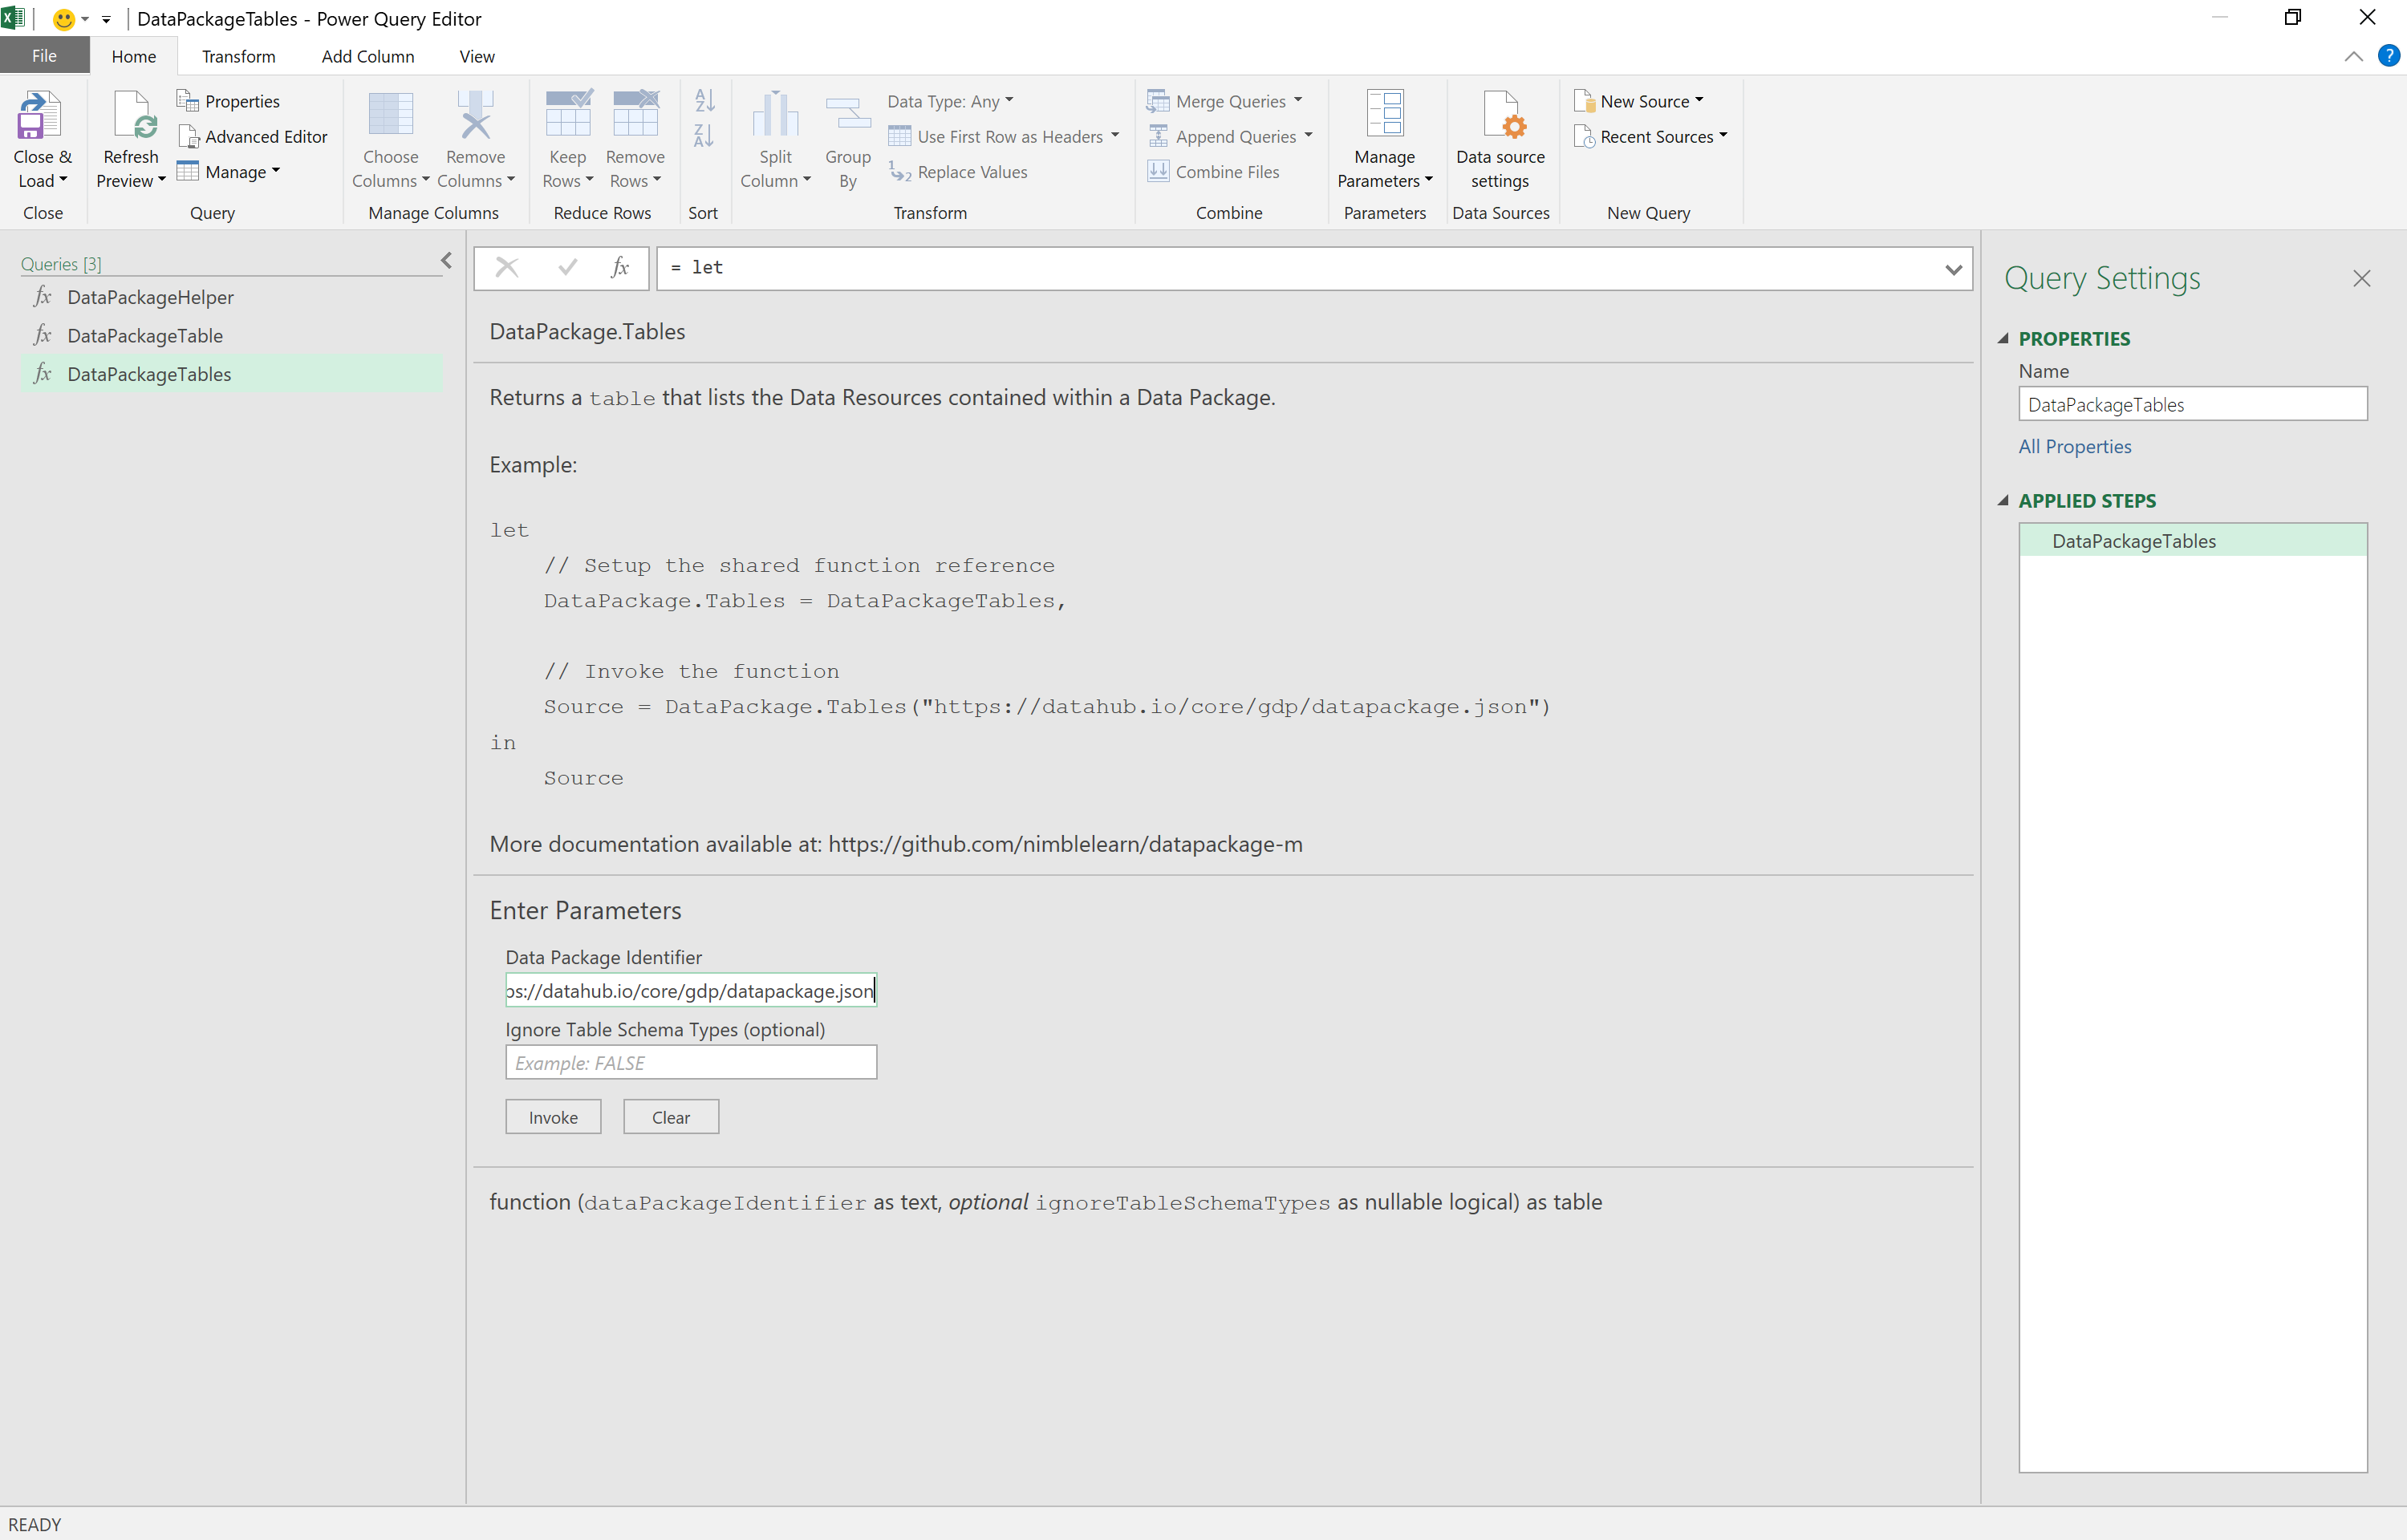 DataPackageTables - Power Query Editor
File Home Transform Add Column View
Close & Load
Close
Refresh Preview
Properties
Advanced Editor
Manage
Query
Choose Columns
Remove Columns
Manage Columns
Keep Rows
Remove Rows
Reduce Rows
Sort
Split Column
Group By
Data Type: Any
Use First Row as Headers
Replace Values
Transform
Merge Queries
Append Queries
Combine Files
Combine
Manage Parameters
Parameters
Data source settings
Data Sources
New Source
Recent Sources
New Query
Queries [3]
fx DataPackageHelper
fx DataPackageTable
fx DataPackageTables
fx = let
DataPackage.Tables
Returns a table that lists the Data Resources contained within a Data Package.
Example:
let
// Setup the shared function reference
DataPackage.Tables = DataPackageTables,
// Invoke the function
Source = DataPackage.Tables("https://datahub.io/core/gdp/datapackage.json")
in
Source
More documentation available at: https://github.com/nimblelearn/datapackage-m
Enter Parameters
Data Package Identifier
ps://datahub.io/core/gdp/datapackage.json
Ignore Table Schema Types (optional)
Example: FALSE
Invoke Clear
function (dataPackageIdentifier as text, optional ignoreTableSchemaTypes as nullable logical) as table
Query Settings
PROPERTIES
Name
DataPackageTables
All Properties
APPLIED STEPS
DataPackageTables
READY